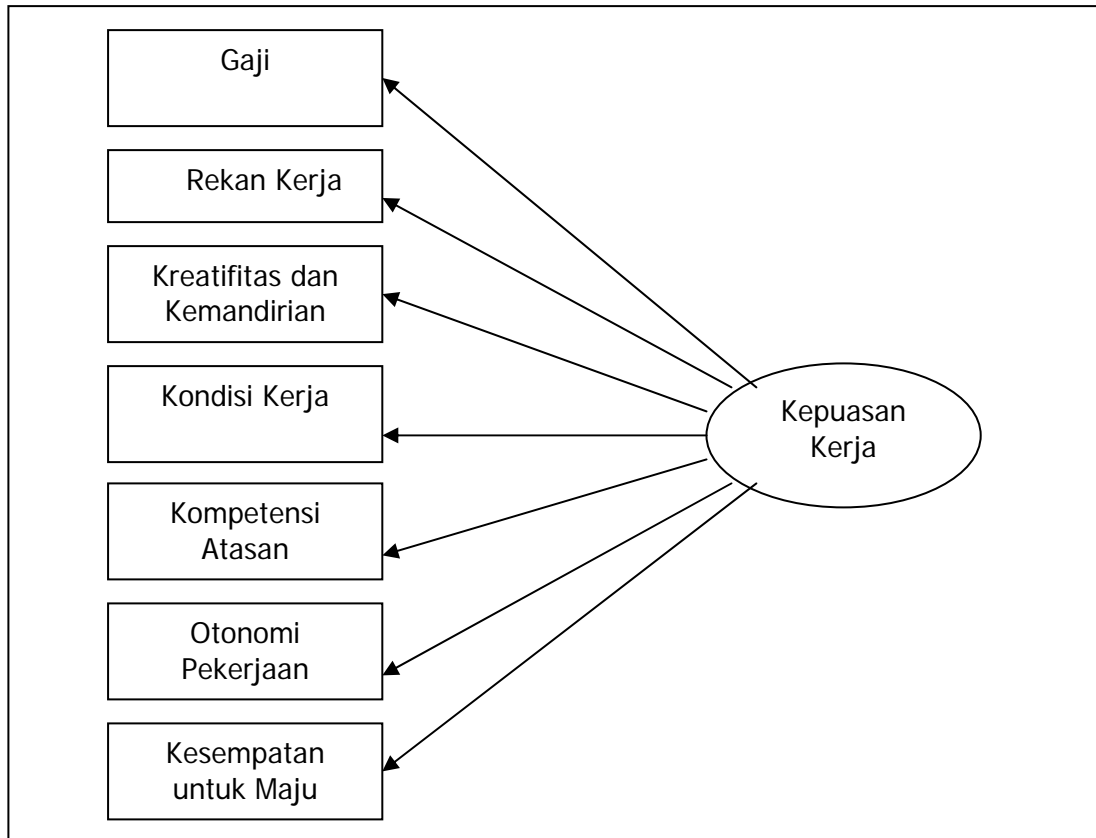 Gaji
Rekan Kerja
Kreatifitas dan
Kemandirian
Kondisi Kerja
Kompetensi
Atasan
Otonomi
Pekerjaan
Kesempatan
untuk Maju
Kepuasan
Kerja